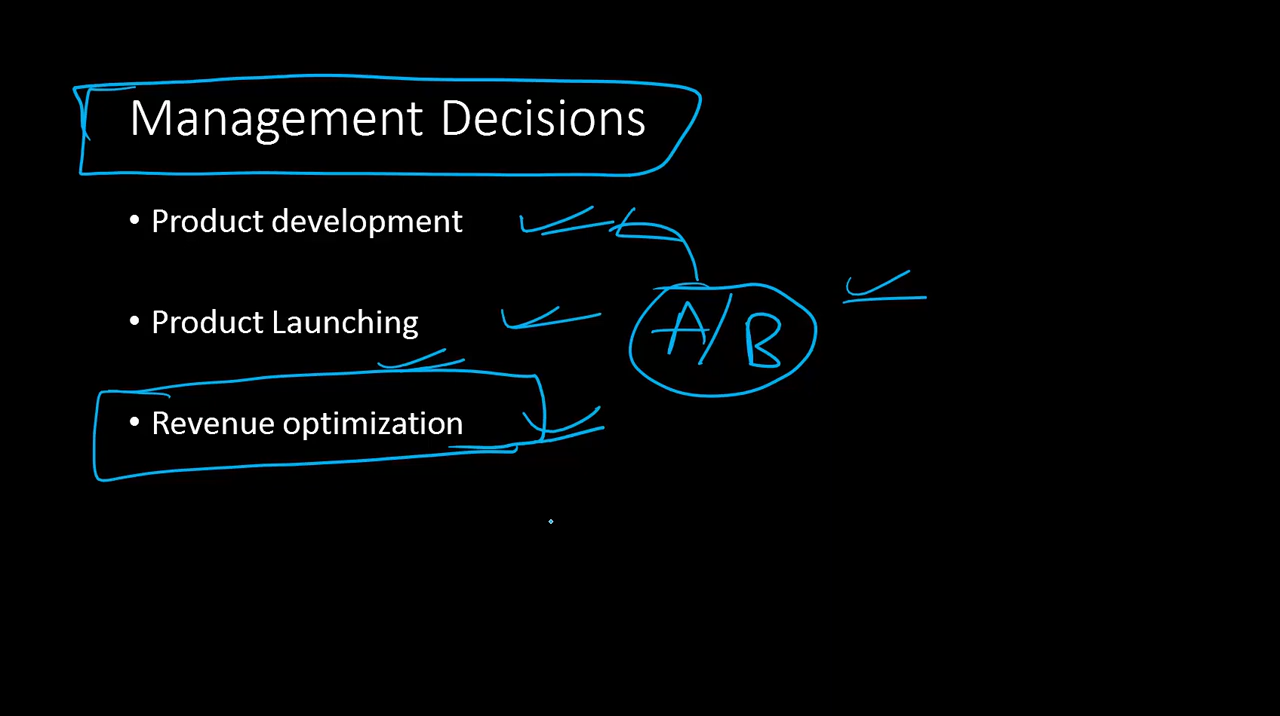 Management Decisions
• Product development
• Product Launching
A/B
• Revenue optimization